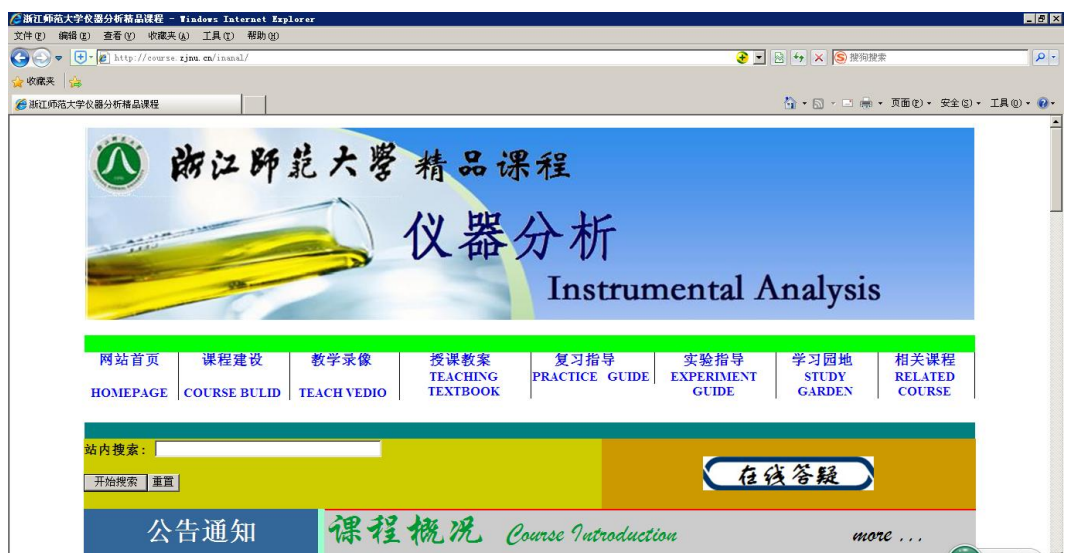 浙江师范大学仪器分析精品课程 - Windows Internet Explorer
文件(F) 编辑(E) 查看(V) 收藏夹(A) 工具(T) 帮助(H)
http://course.zjnu.cn/inanal/ 搜狗搜索
收藏夹
浙江师范大学仪器分析精品课程 页面(P) 安全(S) 工具(O)
浙江師范大學 精品课程
仪器分析
Instrumental Analysis
网站首页 课程建设 教学录像 授课教案 复习指导 实验指导 学习园地 相关课程
HOMEPAGE COURSE BULID TEACH VEDIO TEACHING TEXTBOOK PRACTICE GUIDE EXPERIMENT GUIDE STUDY GARDEN RELATED COURSE
站内搜索:
在线答疑
开始搜索 重置
公告通知 课程概况 Course Introduction more ...